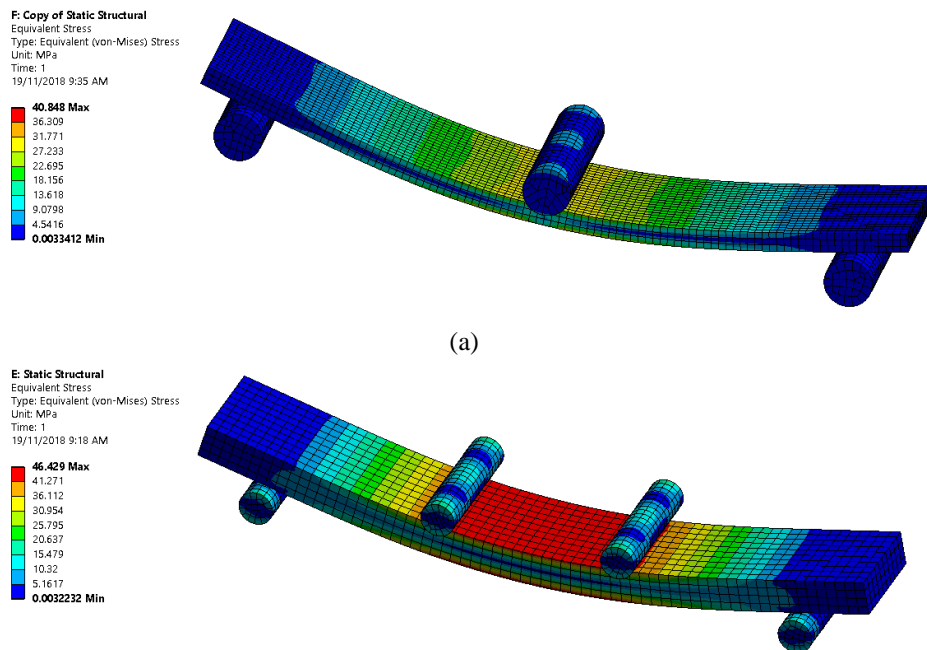 F: Copy of Static Structural
Equivalent Stress
Type: Equivalent (von-Mises) Stress
Unit: MPa
Time: 1
19/11/2018 9:35 AM
40.848 Max
36.309
31.771
27.233
22.695
18.156
13.618
9.0798
4.5416
0.0033412 Min
(a)
E: Static Structural
Equivalent Stress
Type: Equivalent (von-Mises) Stress
Unit: MPa
Time: 1
19/11/2018 9:18 AM
46.429 Max
41.271
36.112
30.954
25.795
20.637
15.479
10.32
5.1617
0.0032232 Min